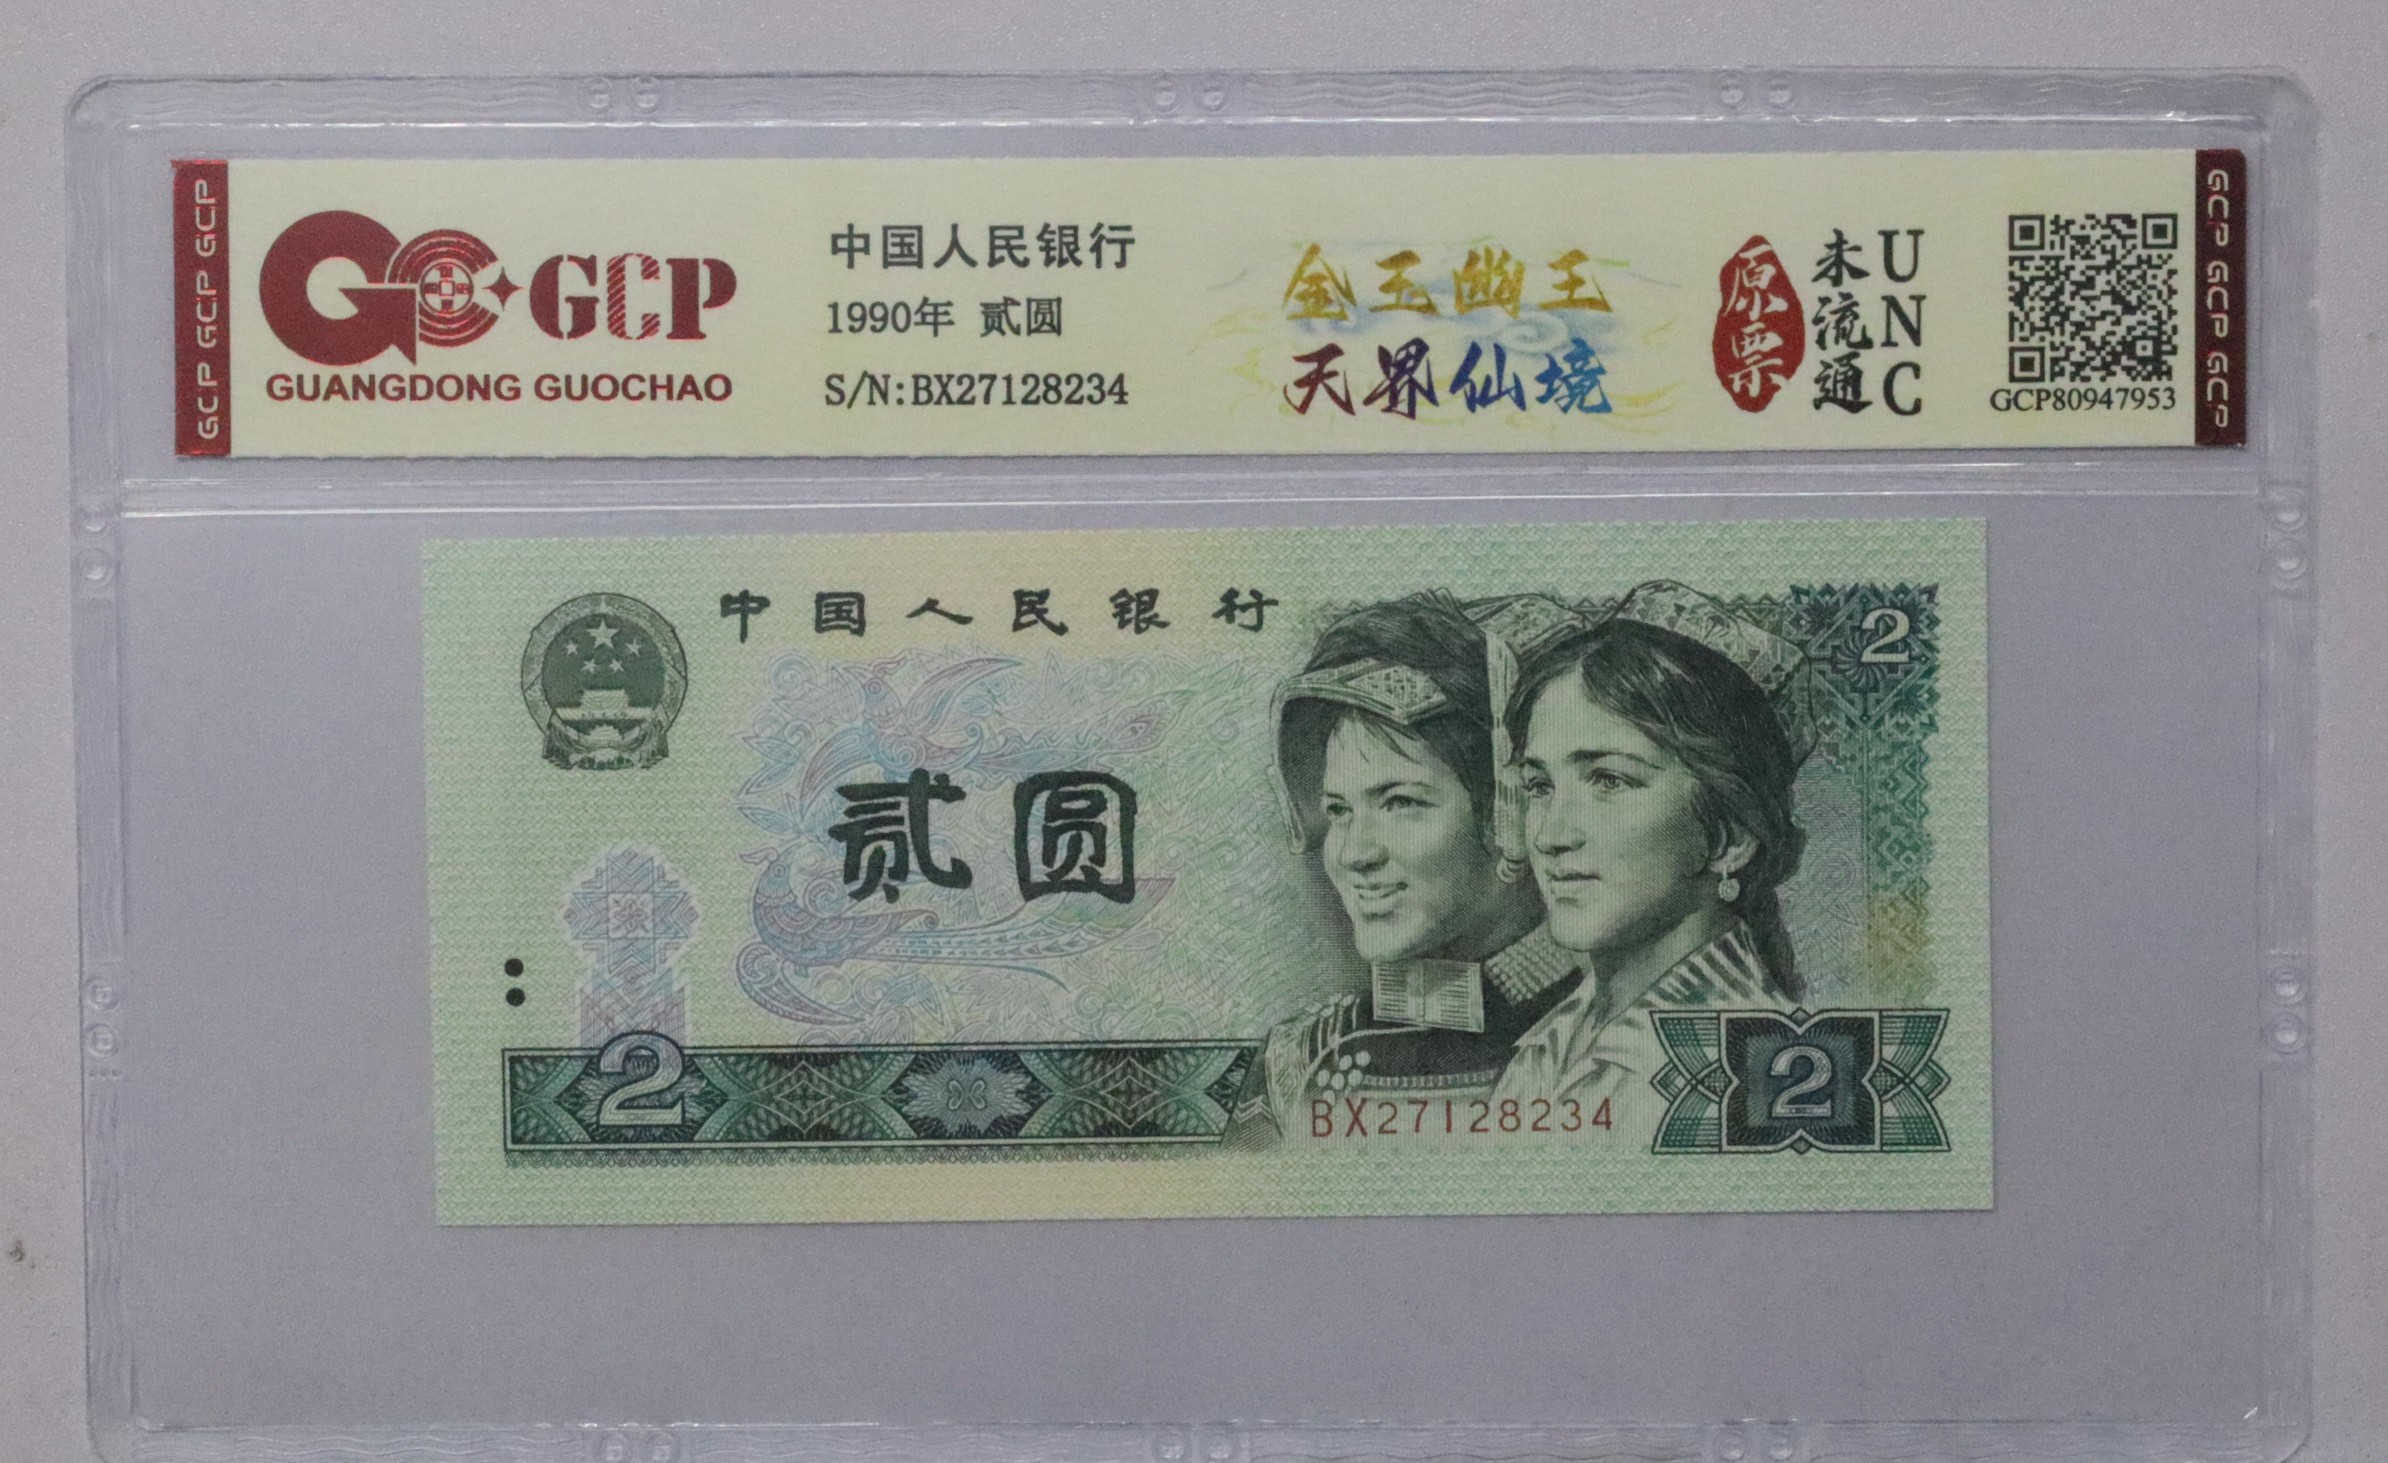 GCP GCP GCP
GCP
GUANGDONG GUOCHAO
中国人民银行
1990年 贰圆
S/N:BX27128234
金玉幽王
天界仙境
原票
未流通
UNC
GCP80947953
GCP GCP GCP
中国人民银行
2
贰圆
2
BX27128234
2